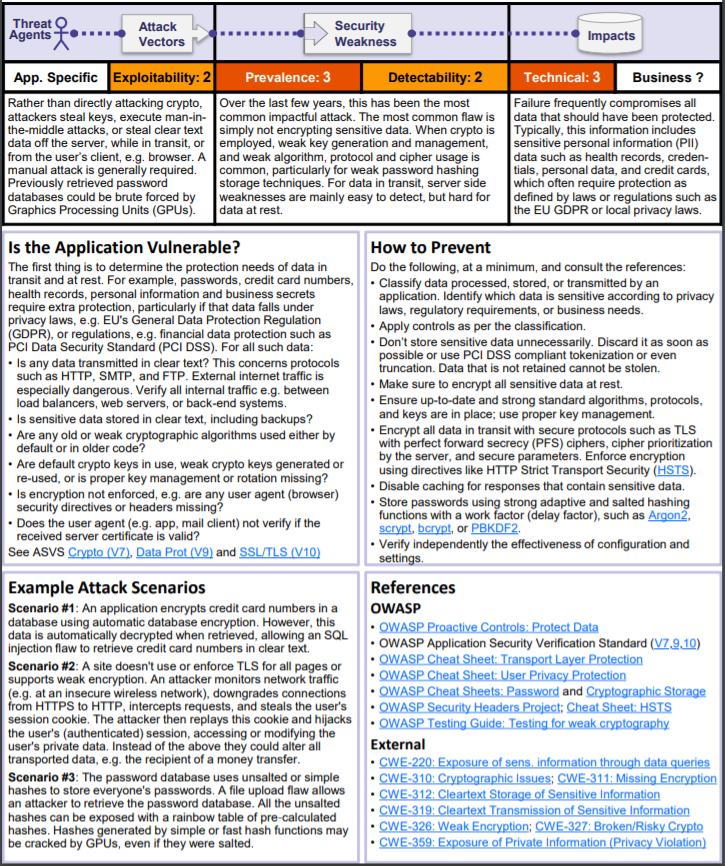 Threat
Agents
Attack
Vectors
Security
Weakness
Impacts
App. Specific
Exploitability: 2
Prevalence: 3
Detectability: 2
Technical: 3
Business ?
Rather than directly attacking crypto,
attackers steal keys, execute man-in-
the-middle attacks, or steal clear text
data off the server, while in transit, or
from the user's client, e.g. browser. A
manual attack is generally required.
Previously retrieved password
databases could be brute forced by
Graphics Processing Units (GPUs).
Over the last few years, this has been the most
common impactful attack. The most common flaw is
simply not encrypting sensitive data. When crypto is
employed, weak key generation and management,
and weak algorithm, protocol and cipher usage is
common, particularly for weak password hashing
storage techniques. For data in transit, server side
weaknesses are mainly easy to detect, but hard for
data at rest.
Failure frequently compromises all
data that should have been protected.
Typically, this information includes
sensitive personal information (PII)
data such as health records, creden-
tials, personal data, and credit cards,
which often require protection as
defined by laws or regulations such as
the EU GDPR or local privacy laws.
Is the Application Vulnerable?
The first thing is to determine the protection needs of data in
transit and at rest. For example, passwords, credit card numbers,
health records, personal information and business secrets
require extra protection, particularly if that data falls under
privacy laws, e.g. EU's General Data Protection Regulation
(GDPR), or regulations, e.g. financial data protection such as
PCI Data Security Standard (PCI DSS). For all such data:
• Is any data transmitted in clear text? This concerns protocols
such as HTTP, SMTP, and FTP. External internet traffic is
especially dangerous. Verify all internal traffic e.g. between
load balancers, web servers, or back-end systems.
• Is sensitive data stored in clear text, including backups?
• Are any old or weak cryptographic algorithms used either by
default or in older code?
• Are default crypto keys in use, weak crypto keys generated or
re-used, or is proper key management or rotation missing?
• Is encryption not enforced, e.g. are any user agent (browser)
security directives or headers missing?
• Does the user agent (e.g. app, mail client) not verify if the
received server certificate is valid?
See ASVS Crypto (V7), Data Prot (V9) and SSL/TLS (V10)
How to Prevent
Do the following, at a minimum, and consult the references:
• Classify data processed, stored, or transmitted by an
application. Identify which data is sensitive according to privacy
laws, regulatory requirements, or business needs.
• Apply controls as per the classification.
• Don't store sensitive data unnecessarily. Discard it as soon as
possible or use PCI DSS compliant tokenization or even
truncation. Data that is not retained cannot be stolen.
• Make sure to encrypt all sensitive data at rest.
• Ensure up-to-date and strong standard algorithms, protocols,
and keys are in place; use proper key management.
• Encrypt all data in transit with secure protocols such as TLS
with perfect forward secrecy (PFS) ciphers, cipher prioritization
by the server, and secure parameters. Enforce encryption
using directives like HTTP Strict Transport Security (HSTS).
• Disable caching for responses that contain sensitive data.
• Store passwords using strong adaptive and salted hashing
functions with a work factor (delay factor), such as Argon2,
scrypt, bcrypt, or PBKDF2.
• Verify independently the effectiveness of configuration and
settings.
Example Attack Scenarios
Scenario #1: An application encrypts credit card numbers in a
database using automatic database encryption. However, this
data is automatically decrypted when retrieved, allowing an SQL
injection flaw to retrieve credit card numbers in clear text.
Scenario #2: A site doesn't use or enforce TLS for all pages or
supports weak encryption. An attacker monitors network traffic
(e.g. at an insecure wireless network), downgrades connections
from HTTPS to HTTP, intercepts requests, and steals the user's
session cookie. The attacker then replays this cookie and hijacks
the user's (authenticated) session, accessing or modifying the
user's private data. Instead of the above they could alter all
transported data, e.g. the recipient of a money transfer.
Scenario #3: The password database uses unsalted or simple
hashes to store everyone's passwords. A file upload flaw allows
an attacker to retrieve the password database. All the unsalted
hashes can be exposed with a rainbow table of pre-calculated
hashes. Hashes generated by simple or fast hash functions may
be cracked by GPUs, even if they were salted.
References
OWASP
• OWASP Proactive Controls: Protect Data
• OWASP Application Security Verification Standard (V7,9,10)
• OWASP Cheat Sheet: Transport Layer Protection
• OWASP Cheat Sheet: User Privacy Protection
• OWASP Cheat Sheets: Password and Cryptographic Storage
• OWASP Security Headers Project; Cheat Sheet: HSTS
• OWASP Testing Guide: Testing for weak cryptography
External
• CWE-220: Exposure of sens. information through data queries
• CWE-310: Cryptographic Issues; CWE-311: Missing Encryption
• CWE-312: Cleartext Storage of Sensitive Information
• CWE-319: Cleartext Transmission of Sensitive Information
• CWE-326: Weak Encryption; CWE-327: Broken/Risky Crypto
• CWE-359: Exposure of Private Information (Privacy Violation)